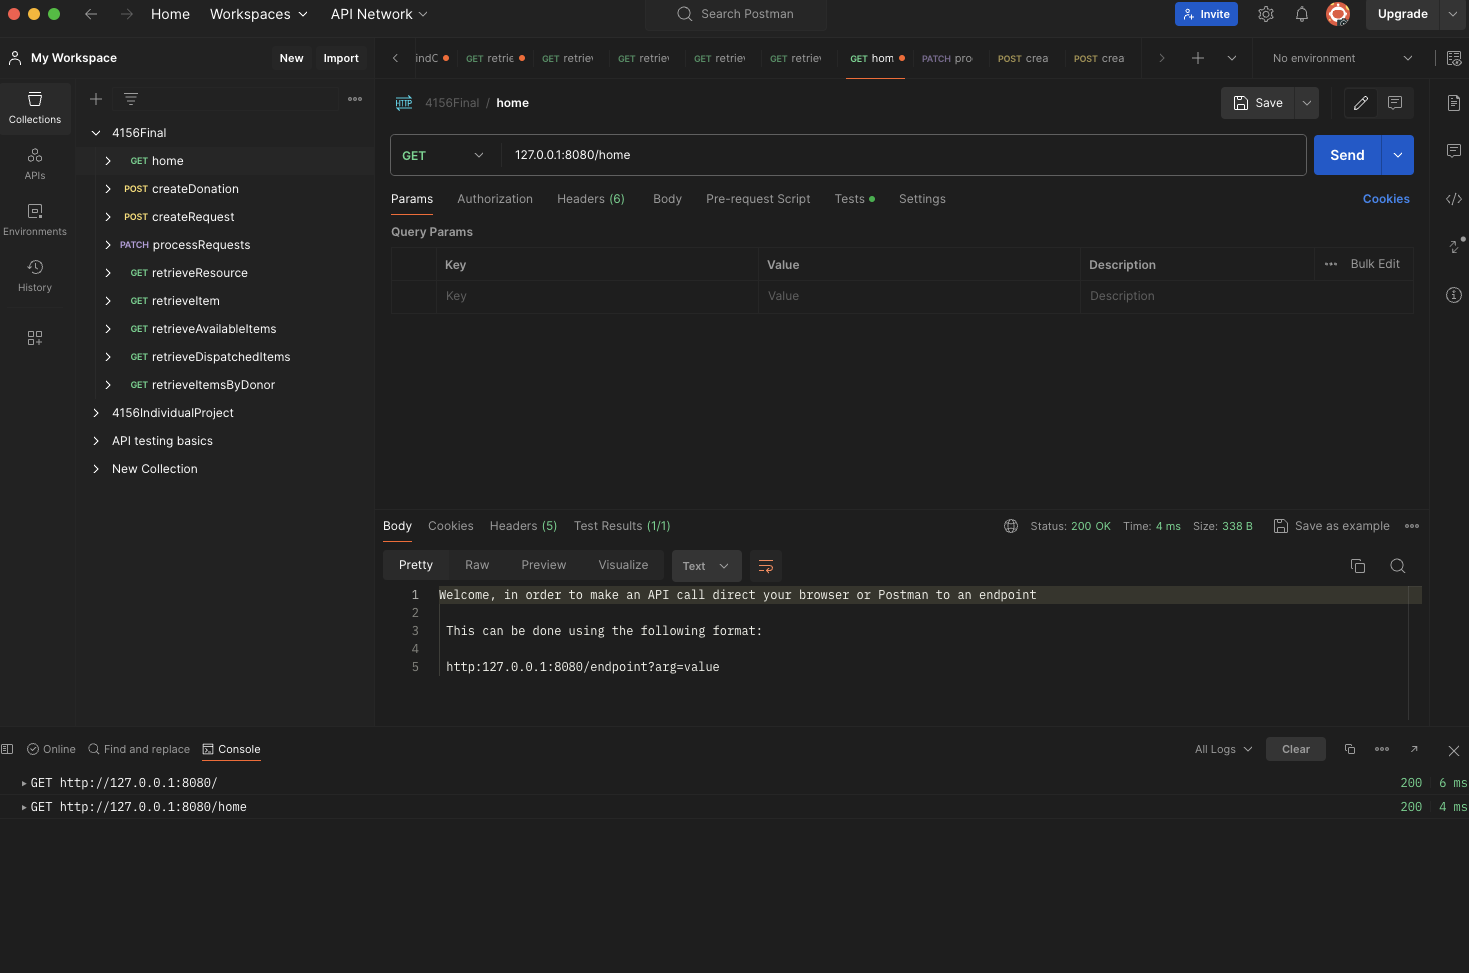 Home Workspaces API Network Search Postman Invite Upgrade
My Workspace New Import
indC GET retrie GET retriev GET retriev GET retriev GET retriev GET hom PATCH pro POST crea POST crea No environment
Collections
APIs
Environments
History
4156Final
GET home
POST createDonation
POST createRequest
PATCH processRequests
GET retrieveResource
GET retrieveItem
GET retrieveAvailableItems
GET retrieveDispatchedItems
GET retrieveItemsByDonor
4156IndividualProject
API testing basics
New Collection
HTTP 4156Final / home Save
GET 127.0.0.1:8080/home Send
Params Authorization Headers (6) Body Pre-request Script Tests Settings Cookies
Query Params
Key Value Description Bulk Edit
Key Value Description
Body Cookies Headers (5) Test Results (1/1) Status: 200 OK Time: 4 ms Size: 338 B Save as example
Pretty Raw Preview Visualize Text
1 Welcome, in order to make an API call direct your browser or Postman to an endpoint
2
3 This can be done using the following format:
4
5 http:127.0.0.1:8080/endpoint?arg=value
Online Find and replace Console All Logs Clear
GET http://127.0.0.1:8080/ 200 6 ms
GET http://127.0.0.1:8080/home 200 4 ms